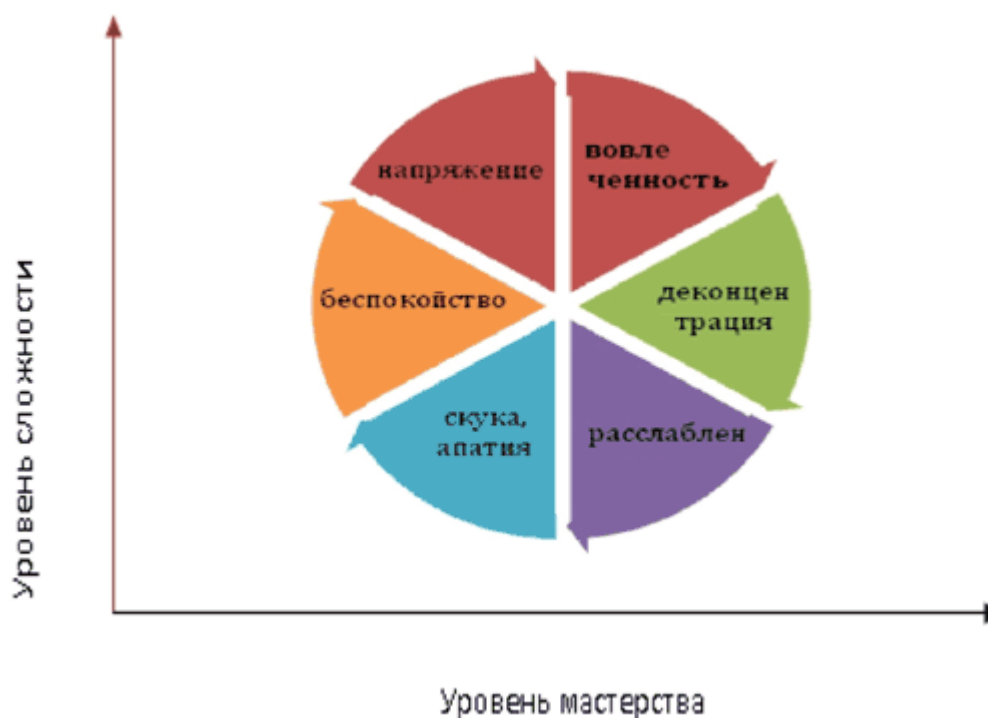 Уровень сложности
напряжение
вовле
ченность
беспокойство
деконцен
трация
скука,
апатия
расслаблен
Уровень мастерства